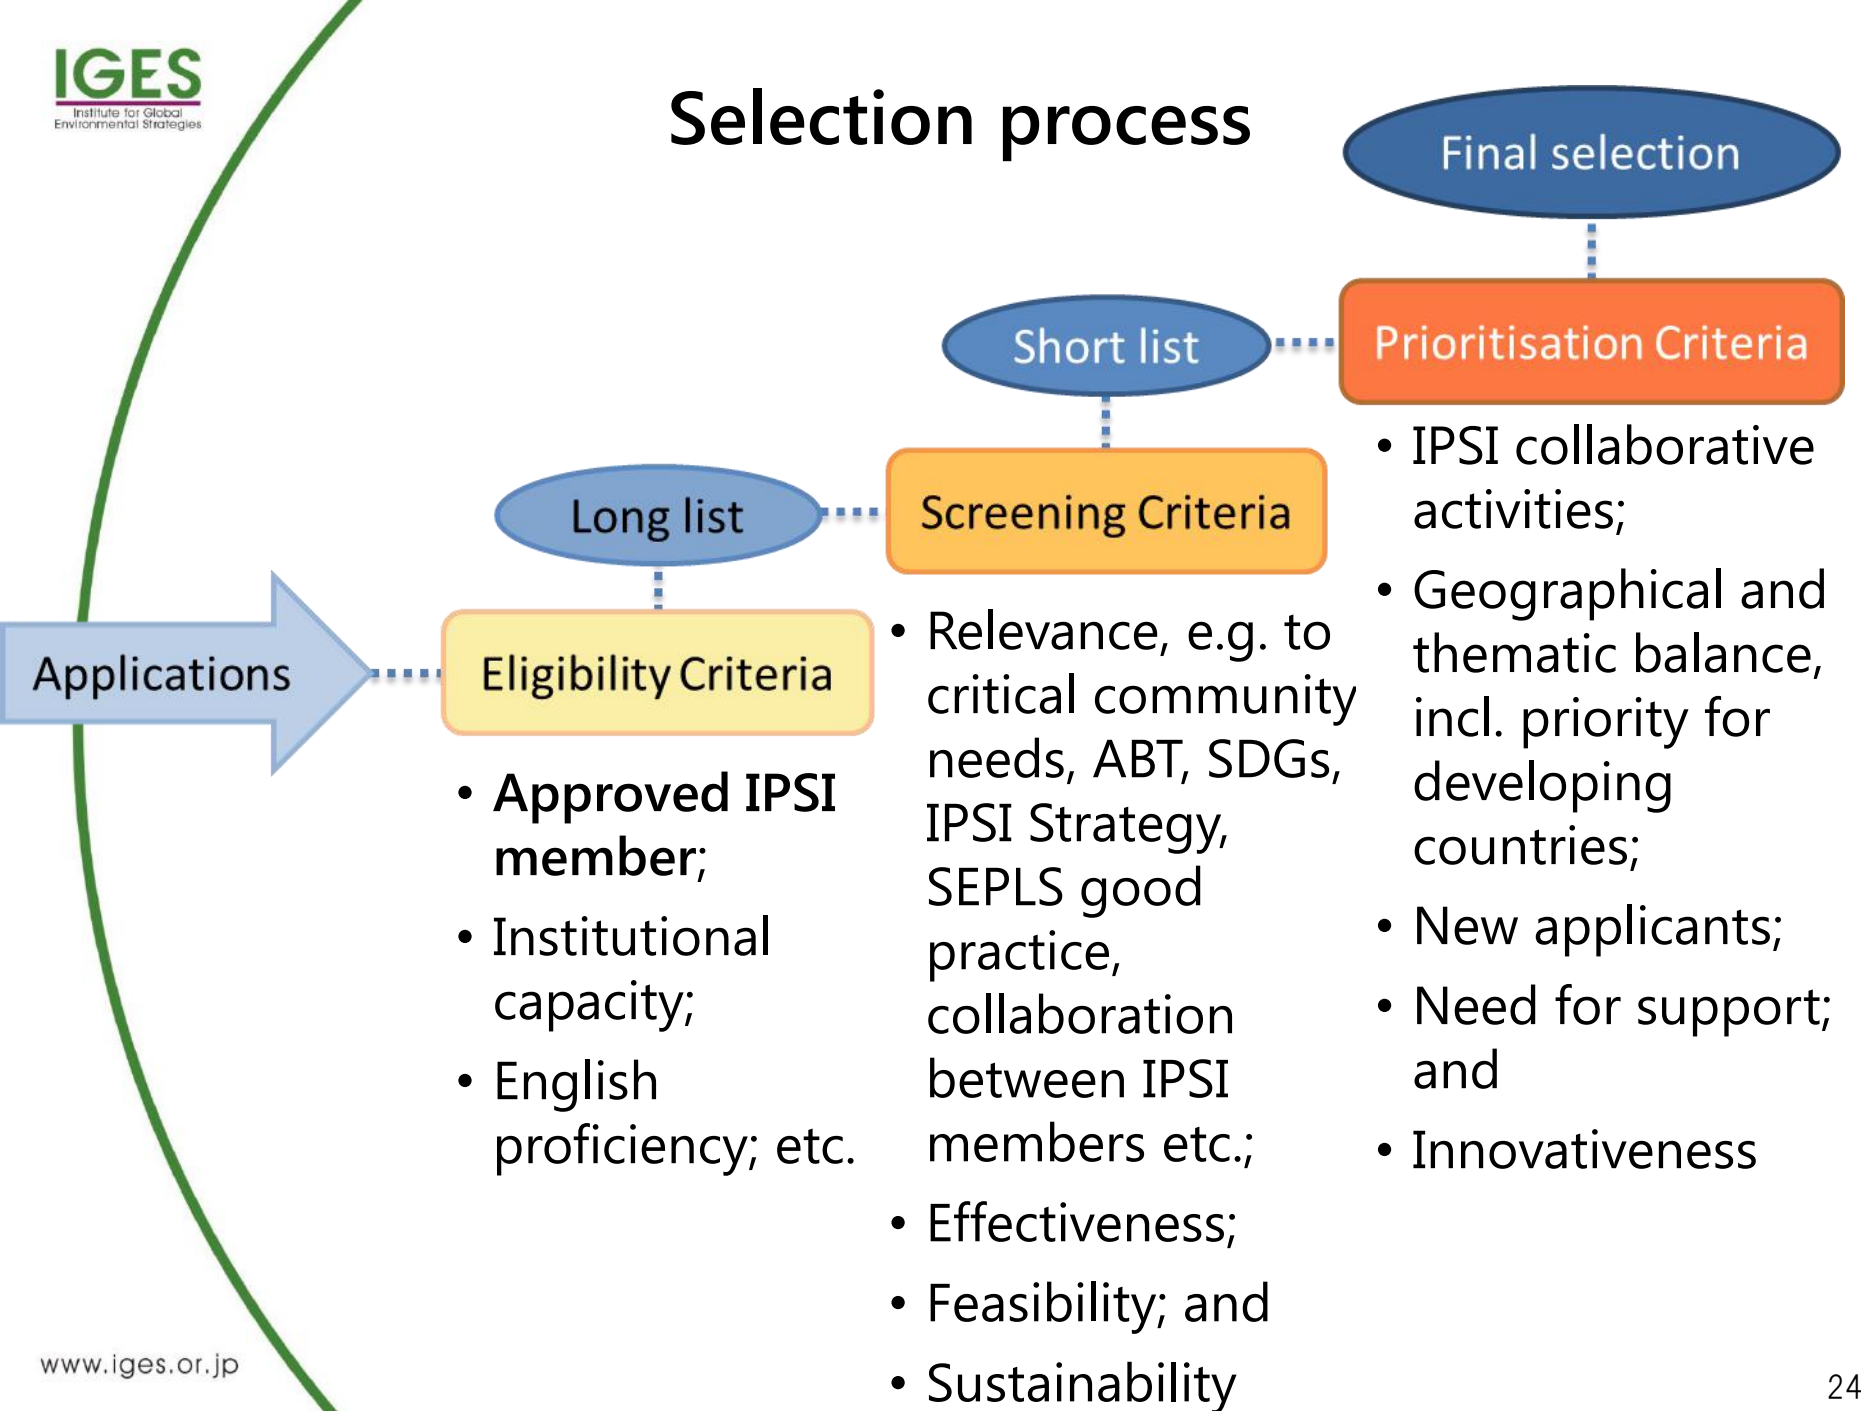 IGES
Institute for Global
Environmental Strategies
Selection process
Final selection
Short list
Prioritisation Criteria
Long list
Screening Criteria
Applications
Eligibility Criteria
• Approved IPSI
member;
• Institutional
capacity;
• English
proficiency; etc.
• Relevance, e.g. to
critical community
needs, ABT, SDGs,
IPSI Strategy,
SEPLS good
practice,
collaboration
between IPSI
members etc.;
• Effectiveness;
• Feasibility; and
• Sustainability
• IPSI collaborative
activities;
• Geographical and
thematic balance,
incl. priority for
developing
countries;
• New applicants;
• Need for support;
and
• Innovativeness
www.iges.or.jp
24